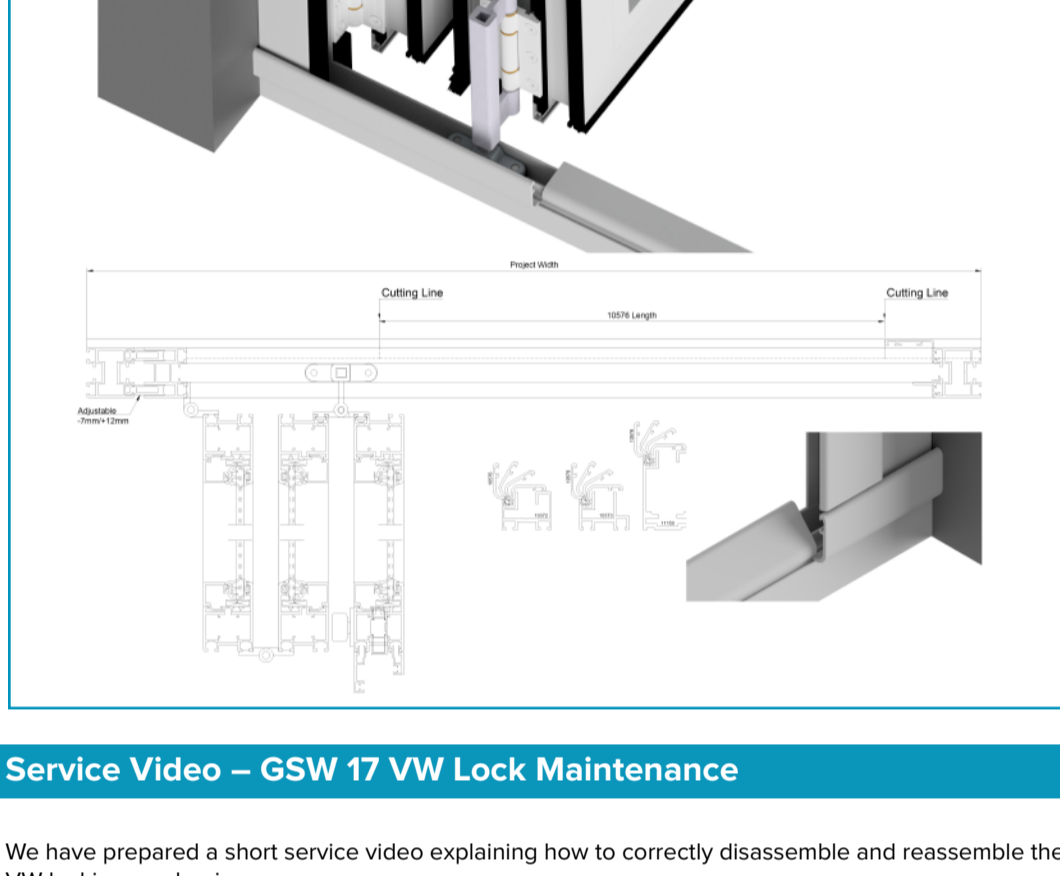 Project Width
Cutting Line
Cutting Line
10576 Length
Adjustable
-7mm/+12mm
11108
Service Video – GSW 17 VW Lock Maintenance
We have prepared a short service video explaining how to correctly disassemble and reassemble the